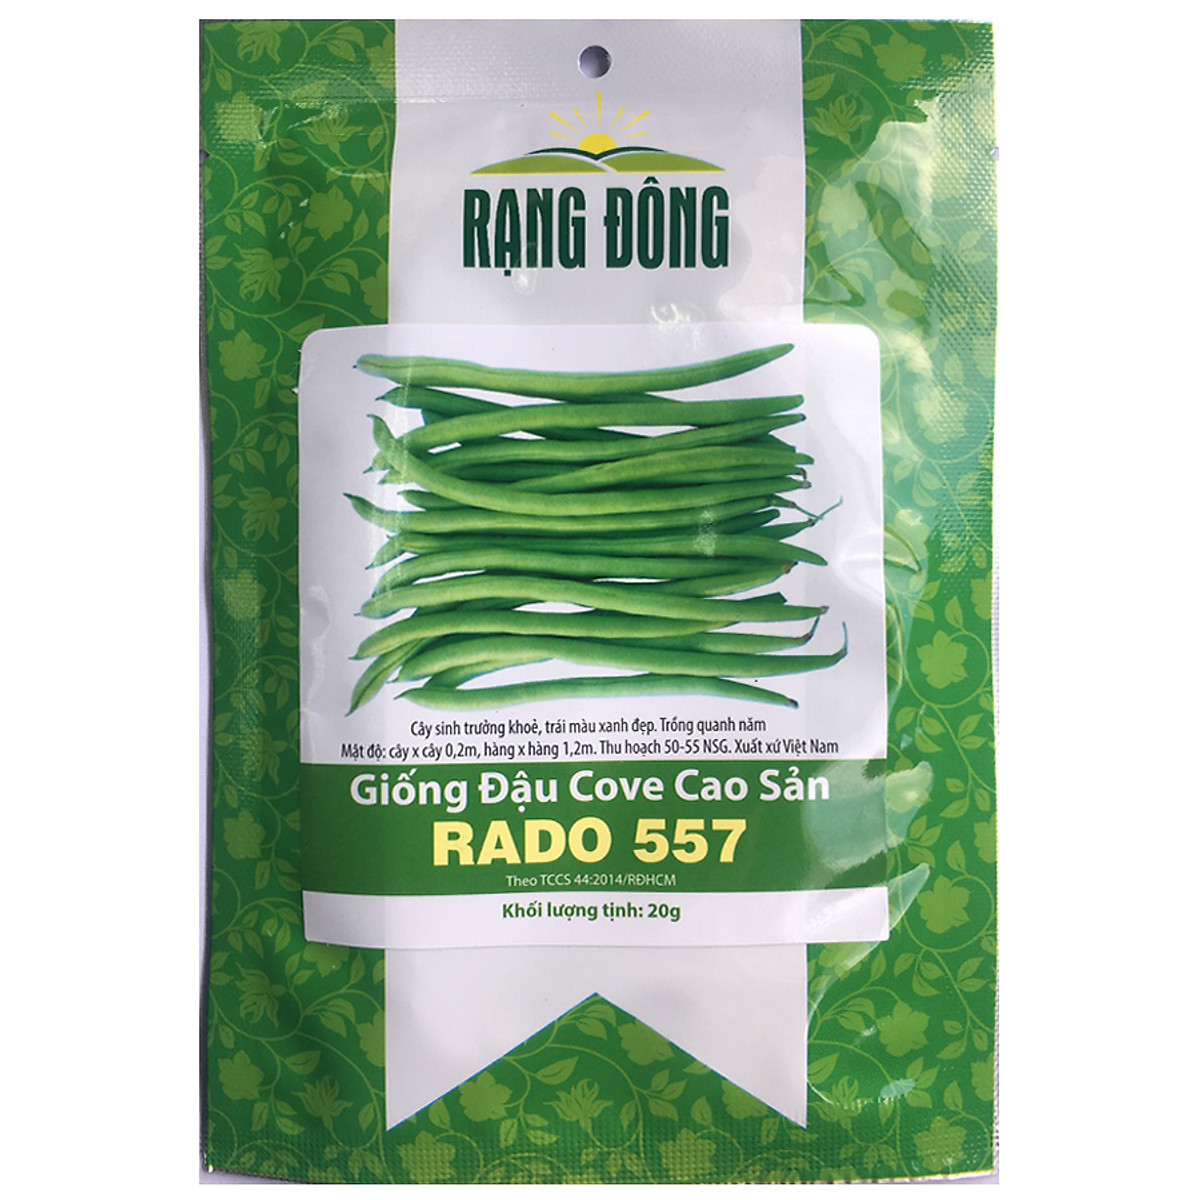 RẠNG ĐÔNG
Cây sinh trưởng khoẻ, trái màu xanh đẹp. Trồng quanh năm
Mật độ: cây x cây 0,2m, hàng x hàng 1,2m. Thu hoạch 50-55 NSG. Xuất xứ Việt Nam
Giống Đậu Cove Cao Sản
RADO 557
Theo TCCS 44:2014/RĐHCM
Khối lượng tịnh: 20g